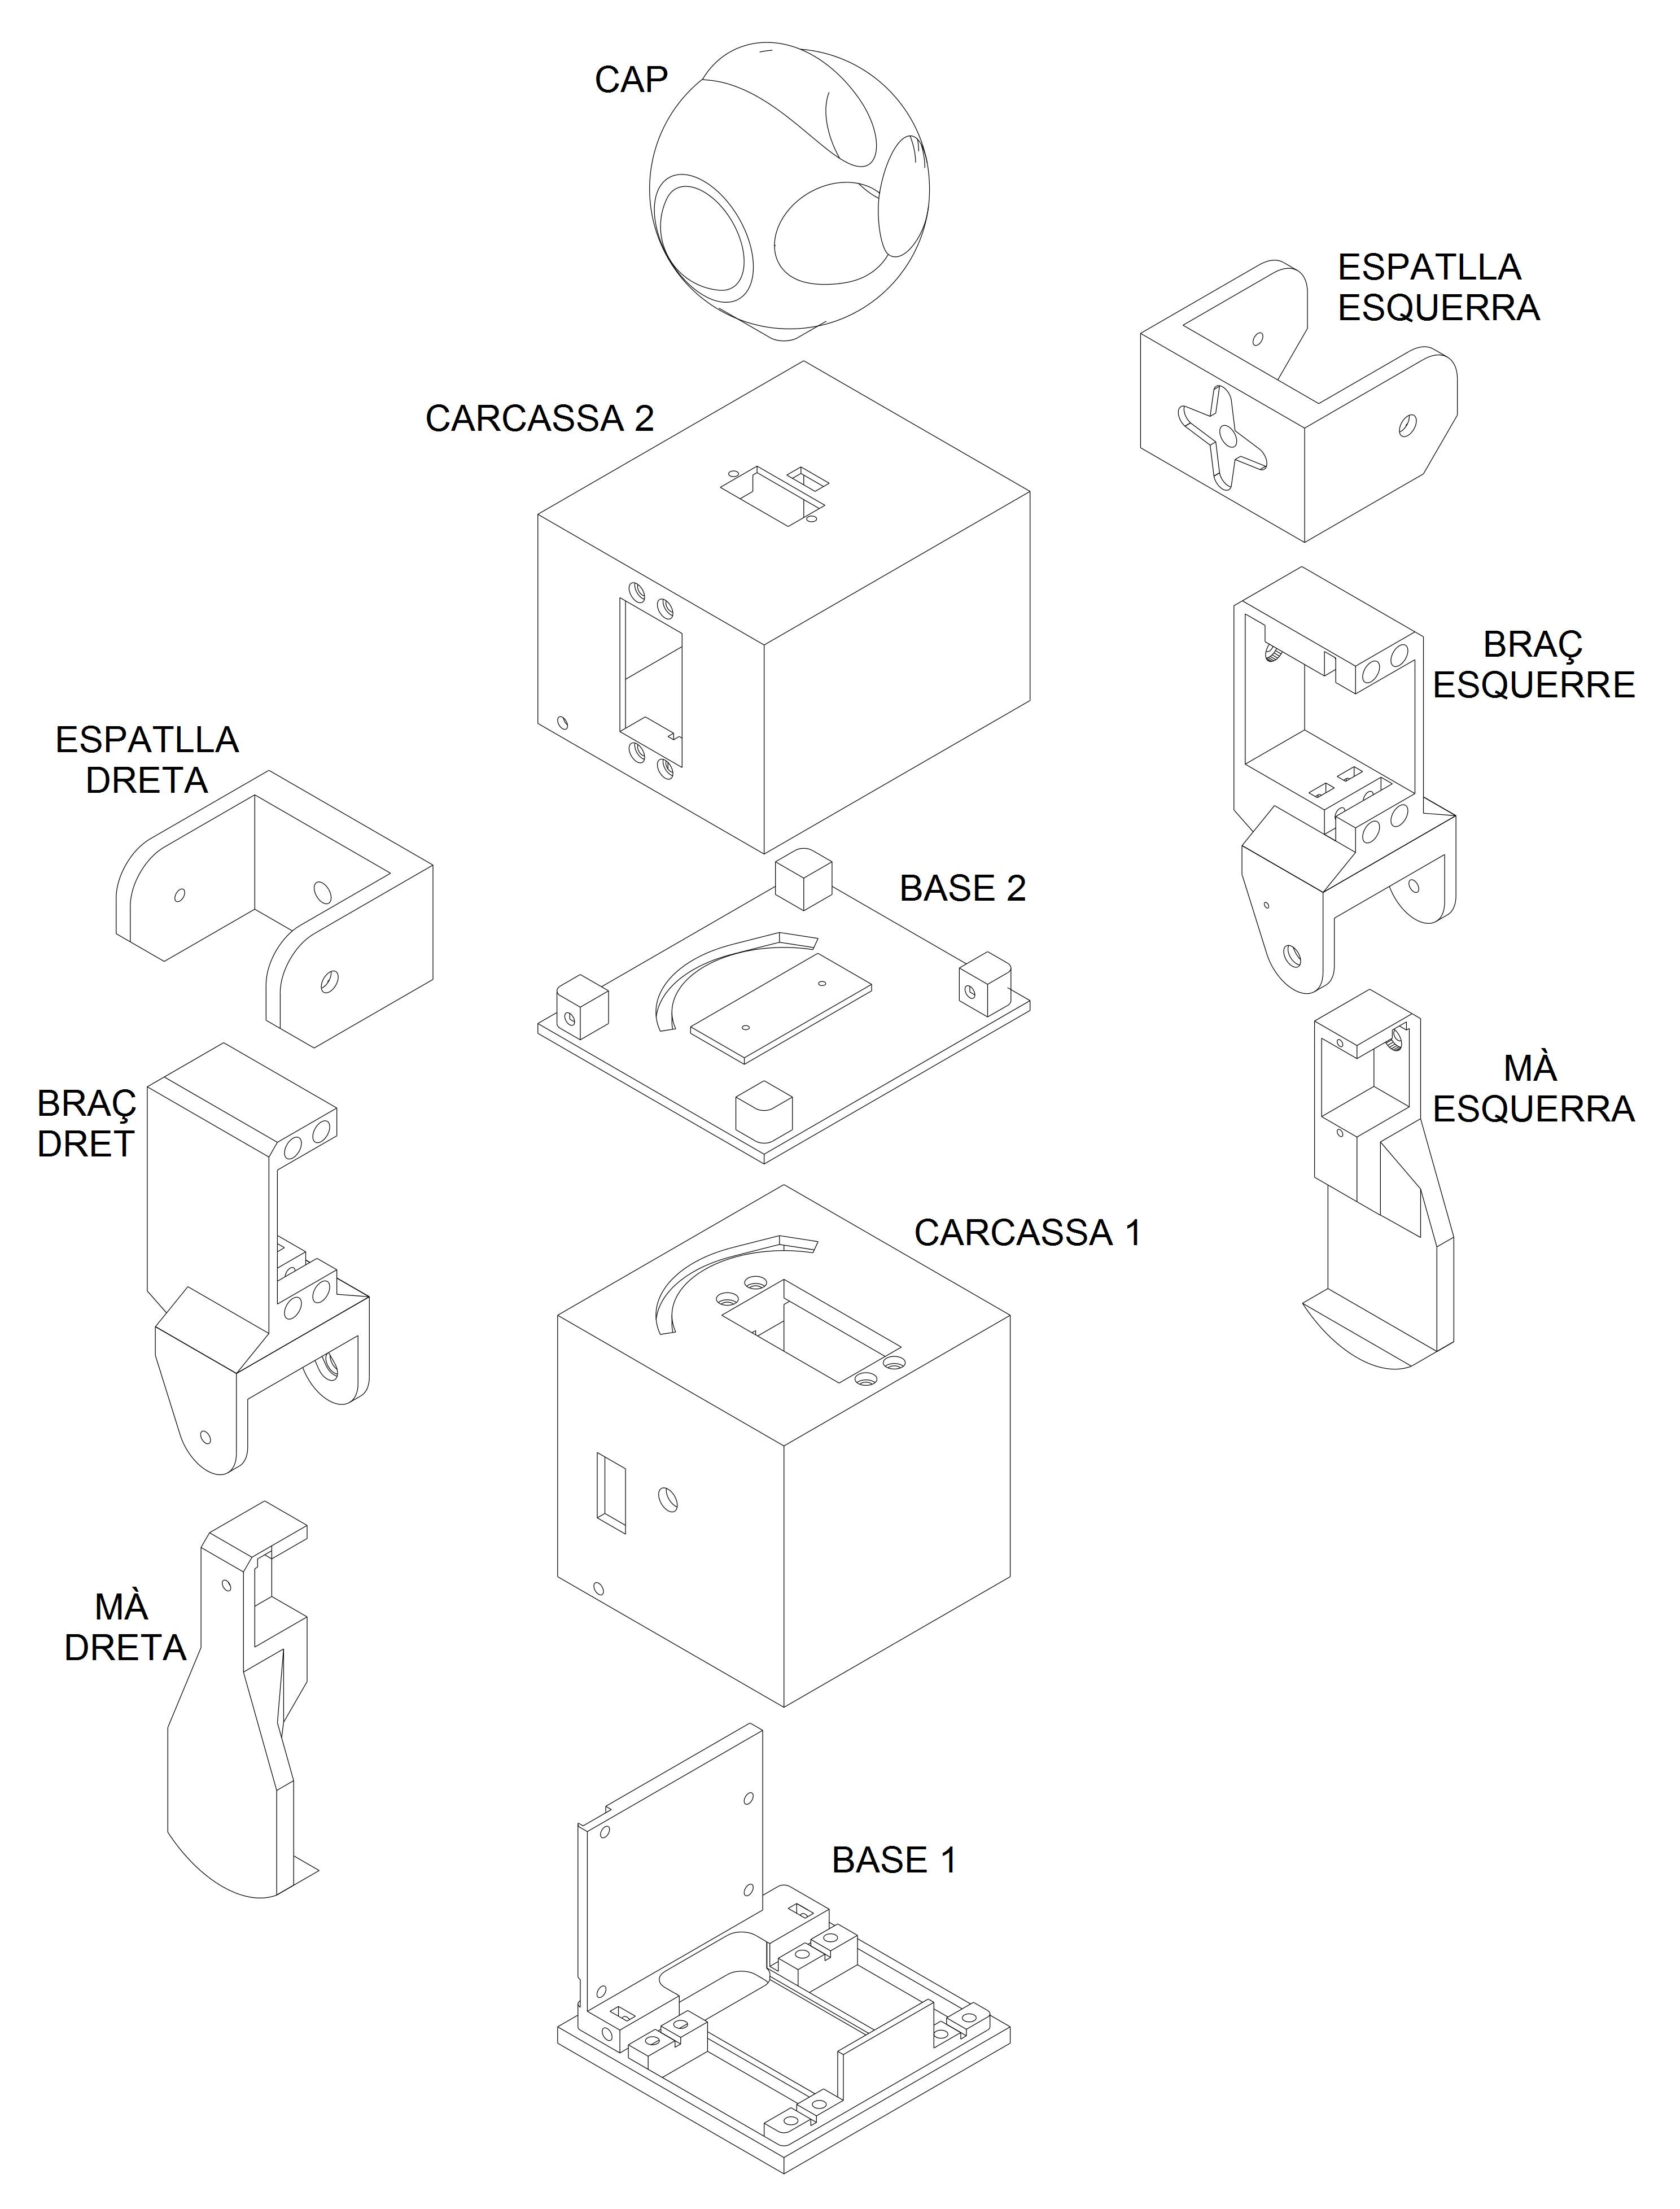 CAP
ESPATLLA
ESQUERRA
CARCASSA 2
BRAÇ
ESQUERRE
ESPATLLA
DRETA
BASE 2
MÀ
ESQUERRA
BRAÇ
DRET
CARCASSA 1
MÀ
DRETA
BASE 1